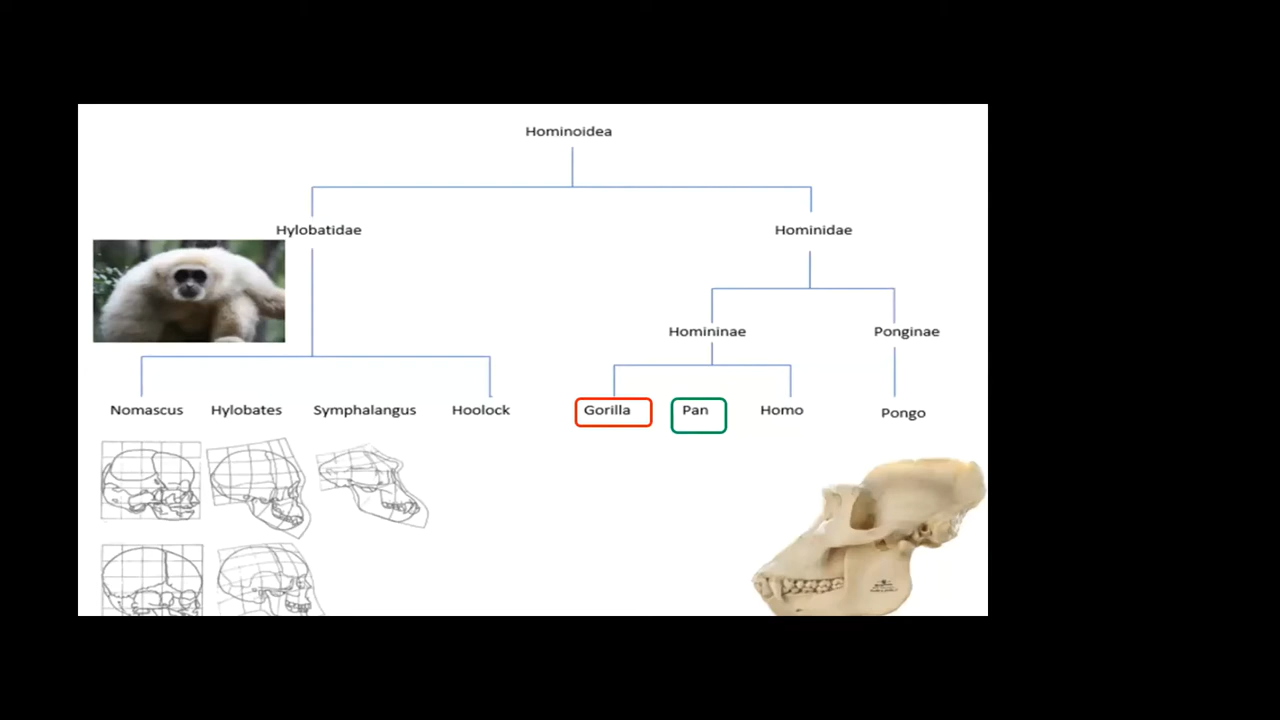 Hominoidea
Hylobatidae
Hominidae
Homininae
Ponginae
Nomascus
Hylobates
Symphalangus
Hoolock
Gorilla
Pan
Homo
Pongo